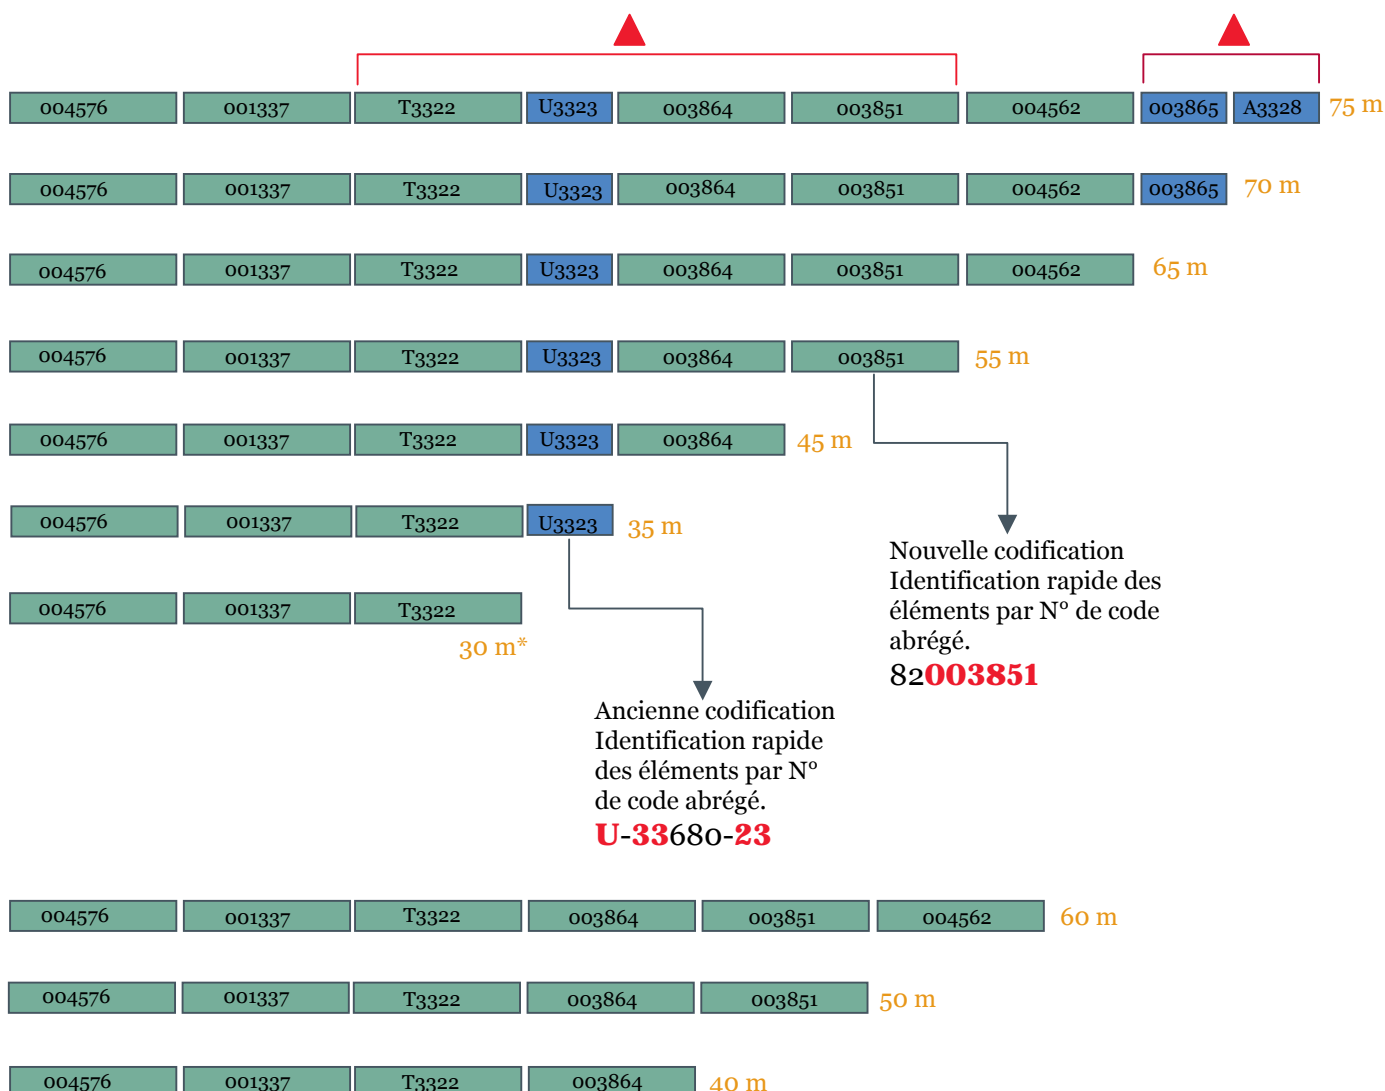 004576 001337 T3322 U3323 003864 003851 004562 003865 A3328 75 m
004576 001337 T3322 U3323 003864 003851 004562 003865 70 m
004576 001337 T3322 U3323 003864 003851 004562 65 m
004576 001337 T3322 U3323 003864 003851 55 m
004576 001337 T3322 U3323 003864 45 m
004576 001337 T3322 U3323 35 m
Nouvelle codification
Identification rapide des
éléments par N° de code
abrégé.
82003851
004576 001337 T3322
30 m*
Ancienne codification
Identification rapide
des éléments par N°
de code abrégé.
U-33680-23
004576 001337 T3322 003864 003851 004562 60 m
004576 001337 T3322 003864 003851 50 m
004576 001337 T3322 003864 40 m